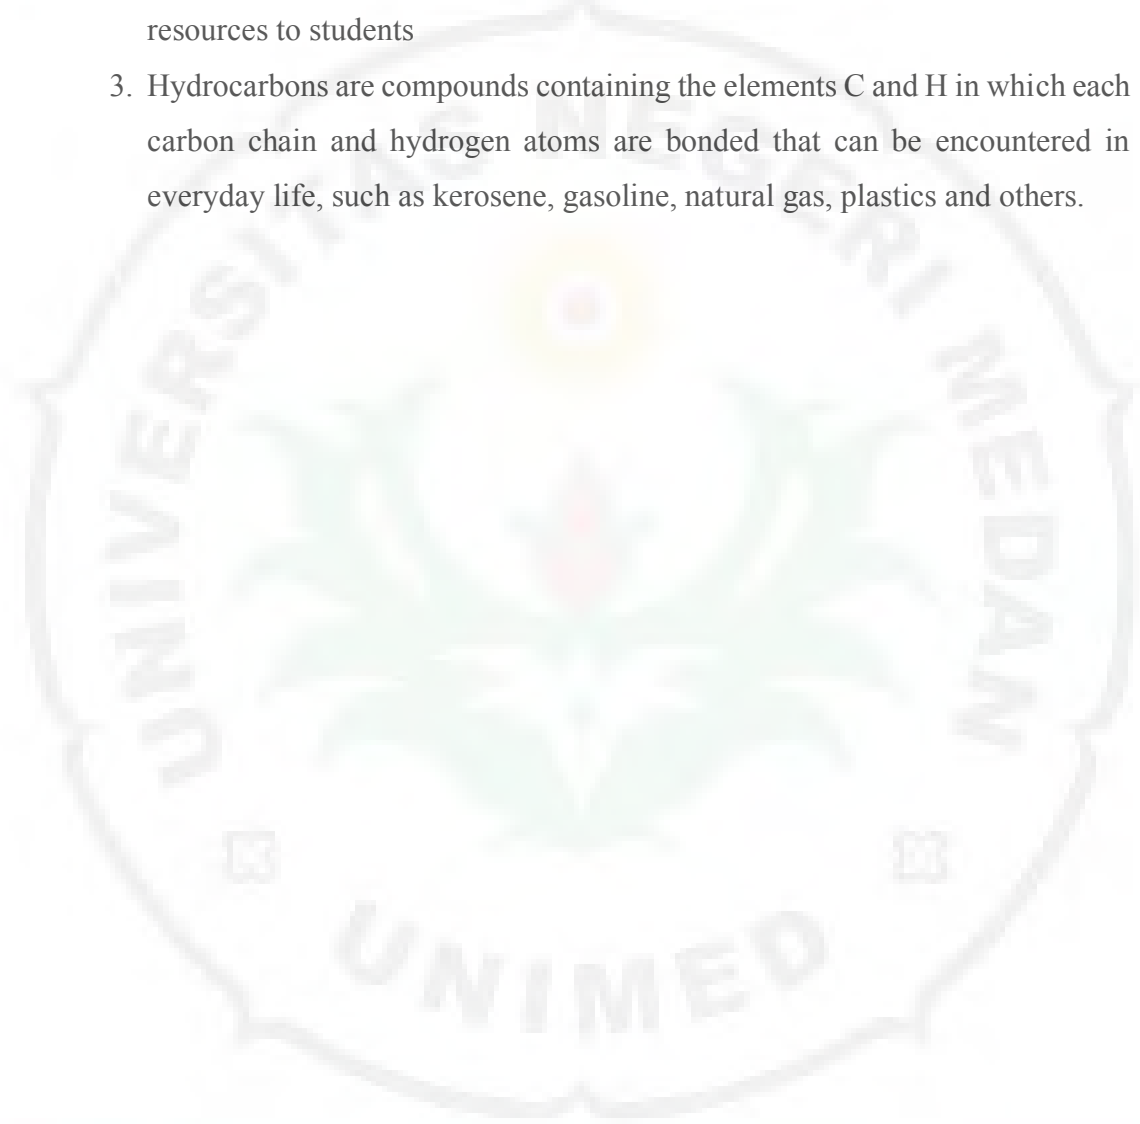 resources to students
3. Hydrocarbons are compounds containing the elements C and H in which each
carbon chain and hydrogen atoms are bonded that can be encountered in
everyday life, such as kerosene, gasoline, natural gas, plastics and others.
UNIVERSITAS NEGERI MEDAN
UNIMED